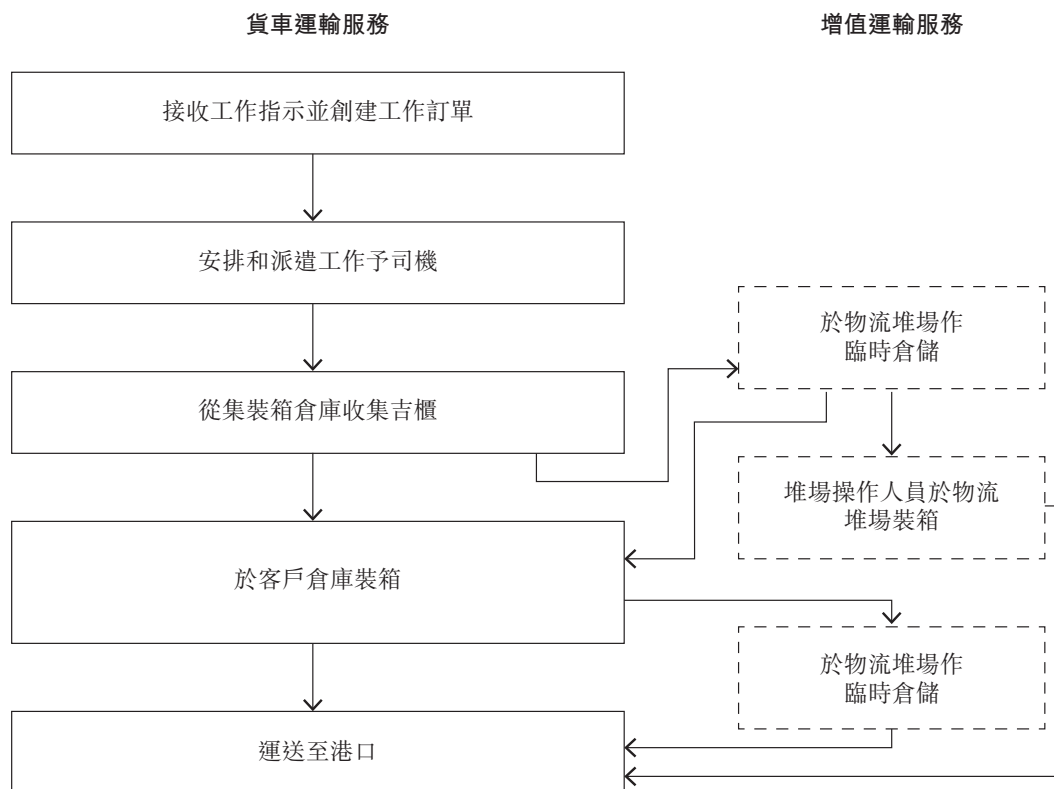 貨車運輸服務
增值運輸服務
接收工作指示並創建工作訂單
安排和派遣工作予司機
於物流堆場作
臨時倉儲
從集裝箱倉庫收集吉櫃
堆場操作人員於物流
堆場裝箱
於客戶倉庫裝箱
於物流堆場作
臨時倉儲
運送至港口